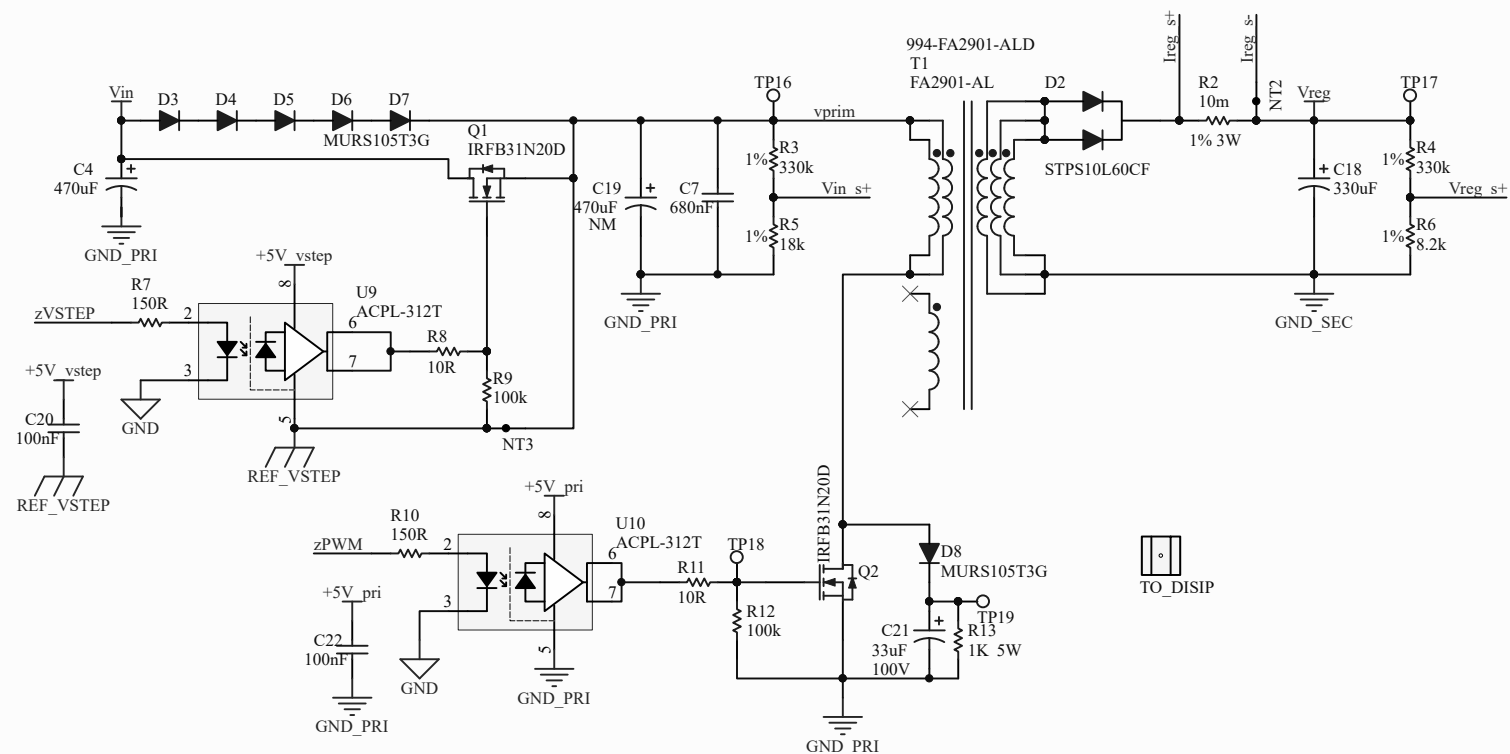 Ireg_s+
Ireg_s-
994-FA2901-ALD
T1
FA2901-AL
D2
R2
10m
1% 3W
NT2
Vreg
TP17
STPS10L60CF
R4
1%
330k
Vreg_s+
R6
1%
8.2k
C18
330uF
GND_SEC
Vin
D3
D4
D5
D6
D7
MURS105T3G
Q1
IRFB31N20D
TP16
vprim
R3
1%
330k
Vin_s+
R5
1%
18k
C4
470uF
GND_PRI
C19
470uF
NM
C7
680nF
GND_PRI
+5V_vstep
8
R7
150R
zVSTEP
2
3
GND
U9
ACPL-312T
6
7
5
R8
10R
R9
100k
NT3
REF_VSTEP
+5V_vstep
C20
100nF
REF_VSTEP
+5V_pri
8
R10
150R
zPWM
2
3
GND
U10
ACPL-312T
6
7
5
GND_PRI
+5V_pri
C22
100nF
GND_PRI
R11
10R
TP18
R12
100k
IRFB31N20D
Q2
D8
MURS105T3G
TP19
C21
33uF
100V
R13
1K 5W
GND_PRI
TO_DISIP